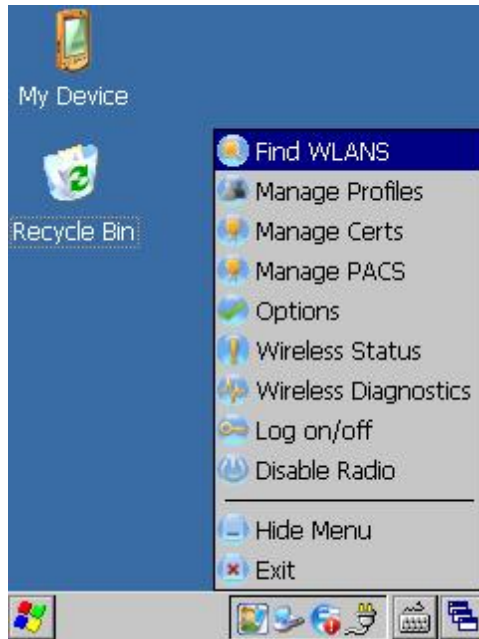 My Device
Recycle Bin
Find WLANS
Manage Profiles
Manage Certs
Manage PACS
Options
Wireless Status
Wireless Diagnostics
Log on/off
Disable Radio
Hide Menu
Exit